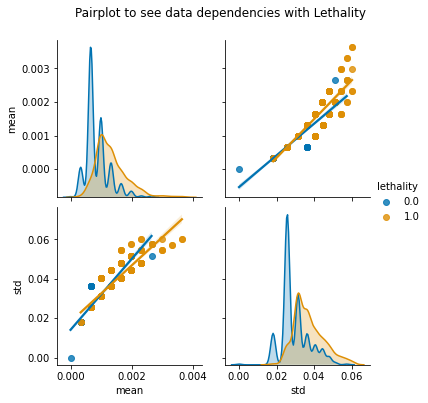 Pairplot to see data dependencies with Lethality
0.003
0.002
0.001
0.000
mean
lethality
0.0
1.0
0.06
0.04
0.02
0.00
std
0.000 0.002 0.004
mean
0.00 0.02 0.04 0.06
std